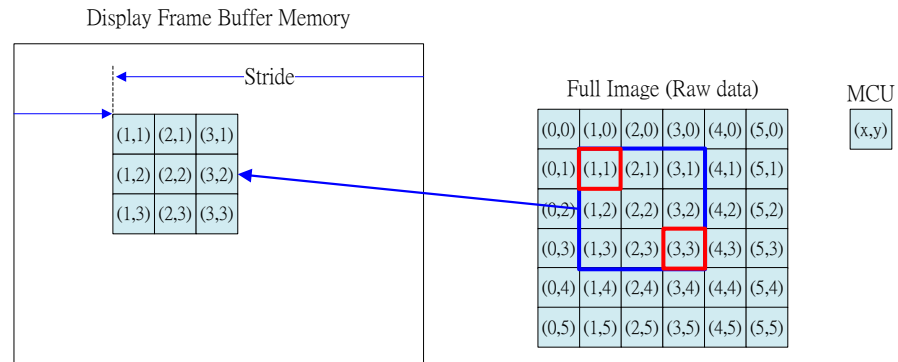 Display Frame Buffer Memory
Stride
(1,1) (2,1) (3,1)
(1,2) (2,2) (3,2)
(1,3) (2,3) (3,3)
Full Image (Raw data)
(0,0) (1,0) (2,0) (3,0) (4,0) (5,0)
(0,1) (1,1) (2,1) (3,1) (4,1) (5,1)
(0,2) (1,2) (2,2) (3,2) (4,2) (5,2)
(0,3) (1,3) (2,3) (3,3) (4,3) (5,3)
(0,4) (1,4) (2,4) (3,4) (4,4) (5,4)
(0,5) (1,5) (2,5) (3,5) (4,5) (5,5)
MCU
(x,y)